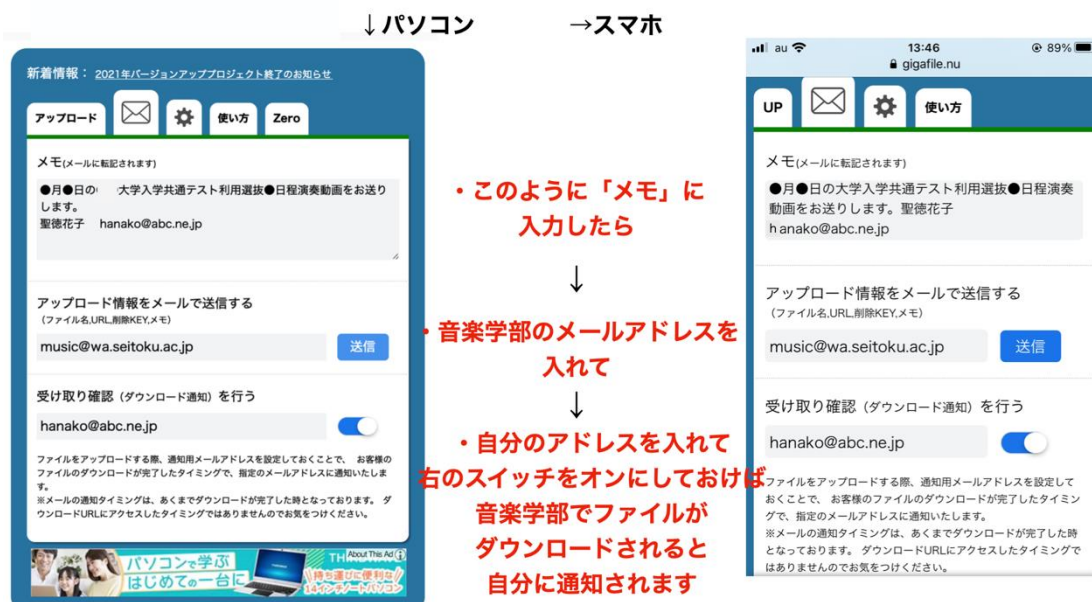 ↓パソコン →スマホ
新着情報： 2021年バージョンアッププロジェクト終了のお知らせ
アップロード 使い方 Zero
メモ(メールに転記されます)
●月●日の 大学入学共通テスト利用選抜●日程演奏動画をお送り
します。
聖徳花子 hanako@abc.ne.jp
アップロード情報をメールで送信する
(ファイル名,URL,削除KEY,メモ)
music@wa.seitoku.ac.jp 送信
受け取り確認（ダウンロード通知）を行う
hanako@abc.ne.jp
ファイルをアップロードする際、通知用メールアドレスを設定しておくことで、 お客様の
ファイルのダウンロードが完了したタイミングで、指定のメールアドレスに通知いたしま
す。
※メールの通知タイミングは、あくまでダウンロードが完了した時となっております。 ダ
ウンロードURLにアクセスしたタイミングではありませんのでお気をつけください。
パソコンで学ぶ
はじめての一台に
About This Ad
持ち運びに便利な
14インチノートパソコン
・このように「メモ」に
入力したら
↓
・音楽学部のメールアドレスを
入れて
↓
・自分のアドレスを入れて
右のスイッチをオンにしておけば
音楽学部でファイルが
ダウンロードされると
自分に通知されます
au 13:46 89%
gigafile.nu
UP 使い方
メモ(メールに転記されます)
●月●日の大学入学共通テスト利用選抜●日程演奏
動画をお送りします。聖徳花子
hanako@abc.ne.jp
アップロード情報をメールで送信する
(ファイル名,URL,削除KEY,メモ)
music@wa.seitoku.ac.jp 送信
受け取り確認（ダウンロード通知）を行う
hanako@abc.ne.jp
ファイルをアップロードする際、通知用メールアドレスを設定して
おくことで、 お客様のファイルのダウンロードが完了したタイミン
グで、指定のメールアドレスに通知いたします。
※メールの通知タイミングは、あくまでダウンロードが完了した時
となっております。 ダウンロードURLにアクセスしたタイミングで
はありませんのでお気をつけください。